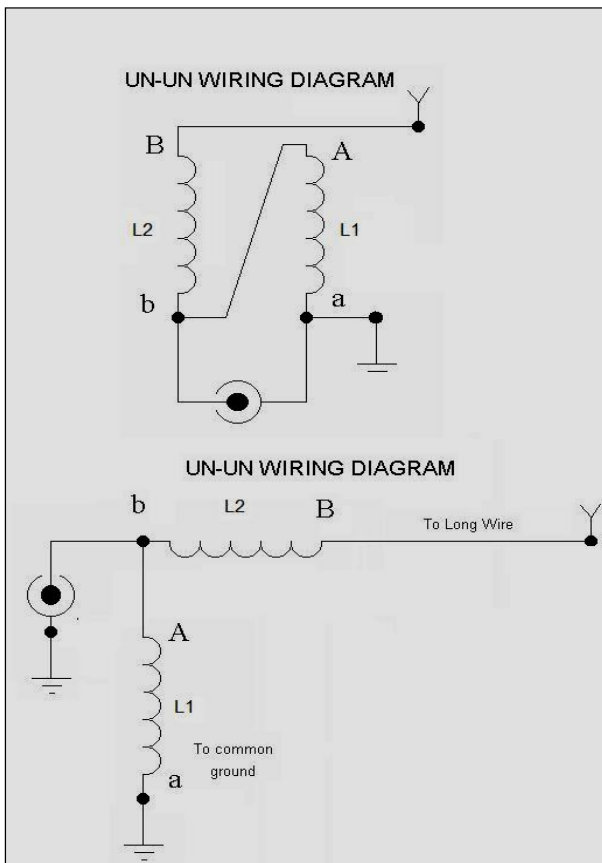 UN-UN WIRING DIAGRAM
B
A
L2
L1
b
a
UN-UN WIRING DIAGRAM
b
L2
B
To Long Wire
A
L1
To common
ground
a